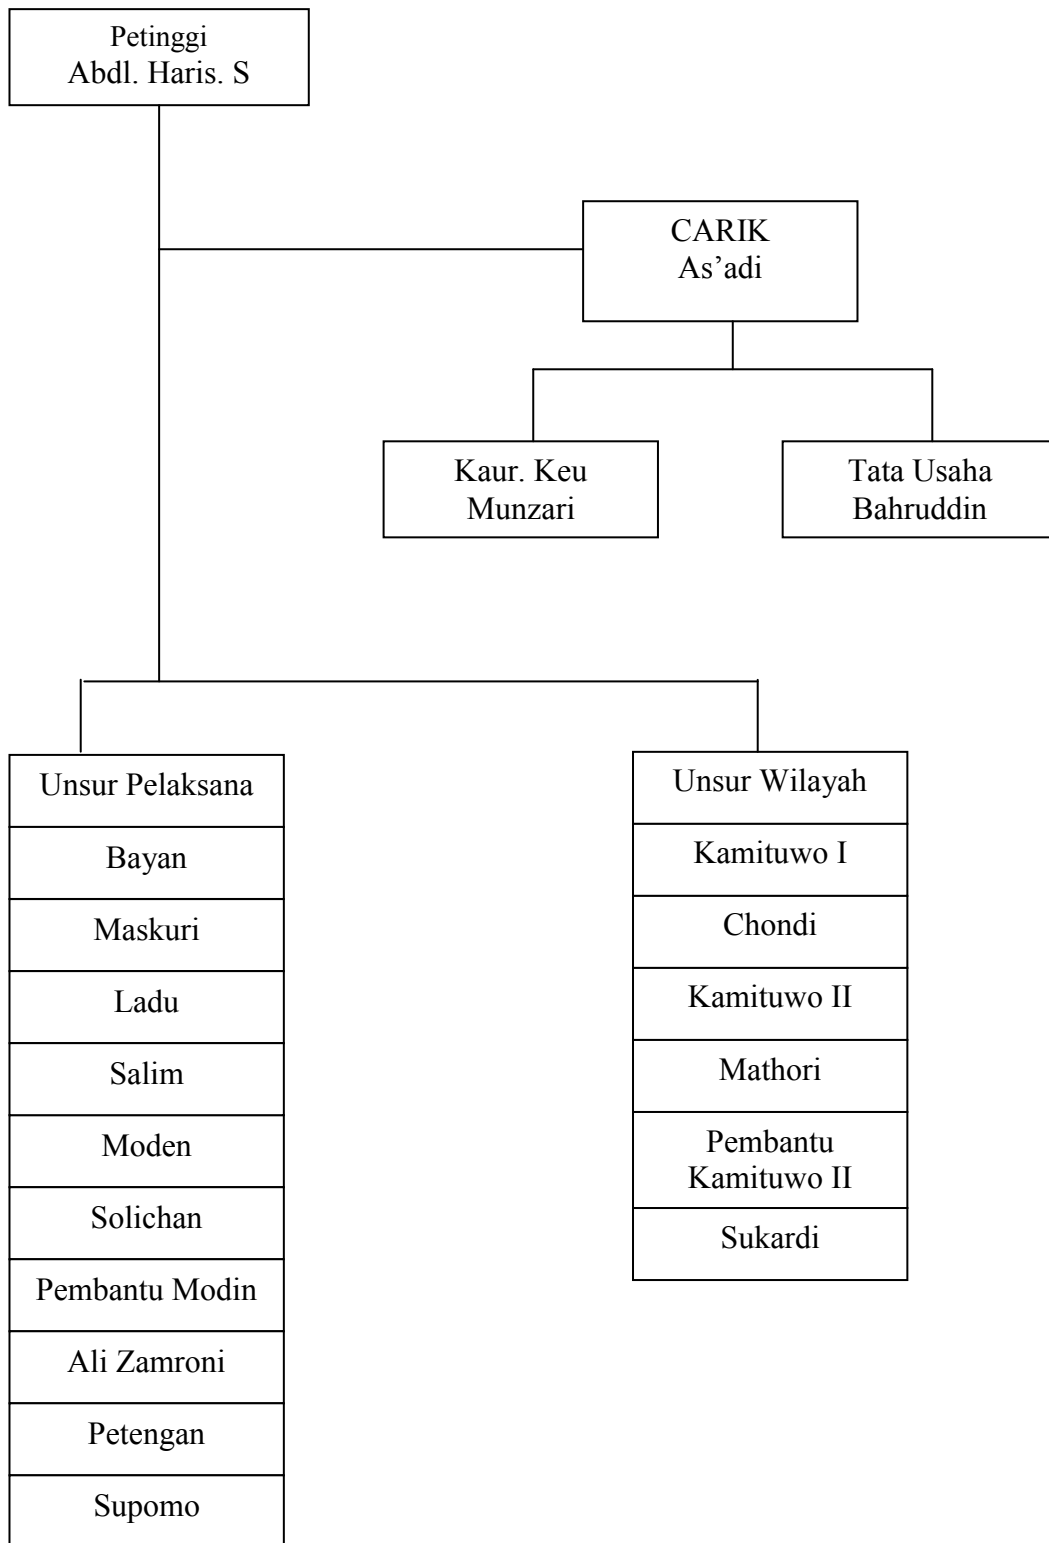 Petinggi
Abdl. Haris. S
CARIK
As’adi
Kaur. Keu
Munzari
Tata Usaha
Bahruddin
Unsur Pelaksana
Bayan
Maskuri
Ladu
Salim
Moden
Solichan
Pembantu Modin
Ali Zamroni
Petengan
Supomo
Unsur Wilayah
Kamituwo I
Chondi
Kamituwo II
Mathori
Pembantu
Kamituwo II
Sukardi